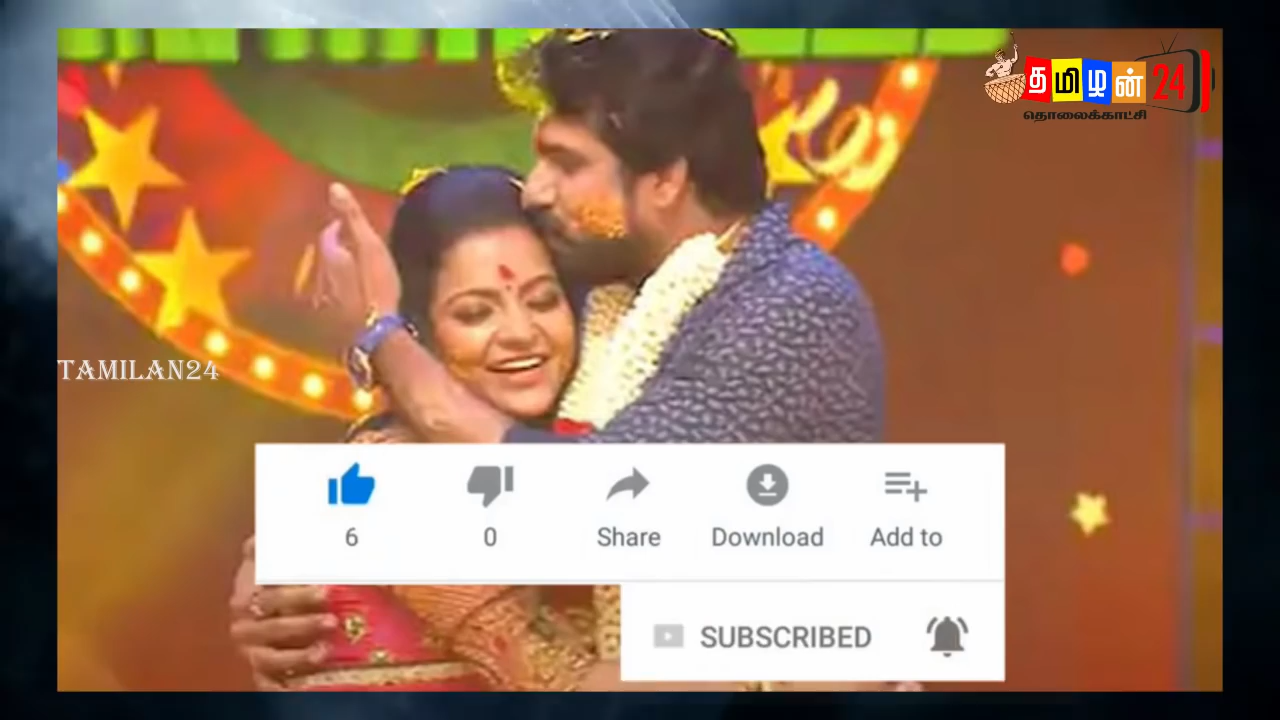 தமிழன் 24
தொலைக்காட்சி
TAMILAN24
6
0
Share
Download
Add to
SUBSCRIBED